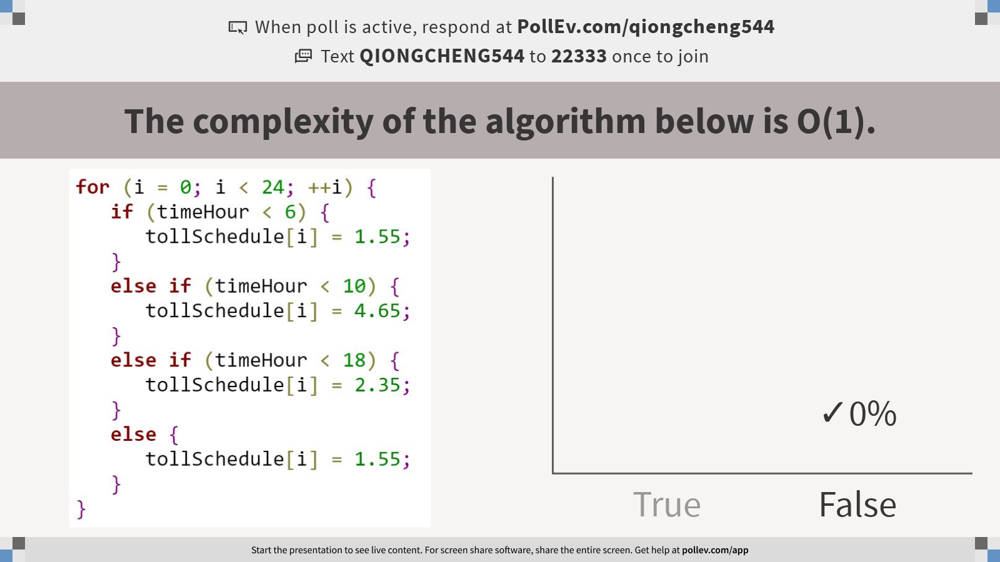 When poll is active, respond at PollEv.com/qiongcheng544
Text QIONGCHENG544 to 22333 once to join
The complexity of the algorithm below is O(1).
for (i = 0; i < 24; ++i) {
   if (timeHour < 6) {
      tollSchedule[i] = 1.55;
   }
   else if (timeHour < 10) {
      tollSchedule[i] = 4.65;
   }
   else if (timeHour < 18) {
      tollSchedule[i] = 2.35;
   }
   else {
      tollSchedule[i] = 1.55;
   }
}
✓0%
True
False
Start the presentation to see live content. For screen share software, share the entire screen. Get help at pollev.com/app